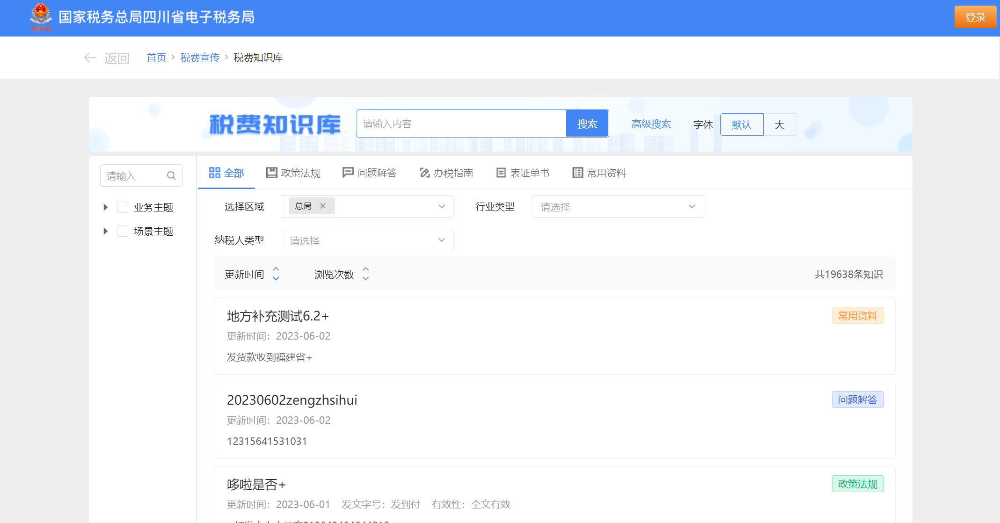 国家税务总局四川省电子税务局
登录
返回 首页 > 税费宣传 > 税费知识库
税费知识库 请输入内容 搜索 高级搜索 字体 默认 大
请输入
业务主题
场景主题
全部 政策法规 问题解答 办税指南 表证单书 常用资料
选择区域 总局 × 行业类型 请选择
纳税人类型 请选择
更新时间 浏览次数 共19638条知识
地方补充测试6.2+ 常用资料
更新时间：2023-06-02
发货款收到福建省+
20230602zengzhsihui 问题解答
更新时间：2023-06-02
12315641531031
哆啦是否+ 政策法规
更新时间：2023-06-01 发文字号：发到付 有效性：全文有效